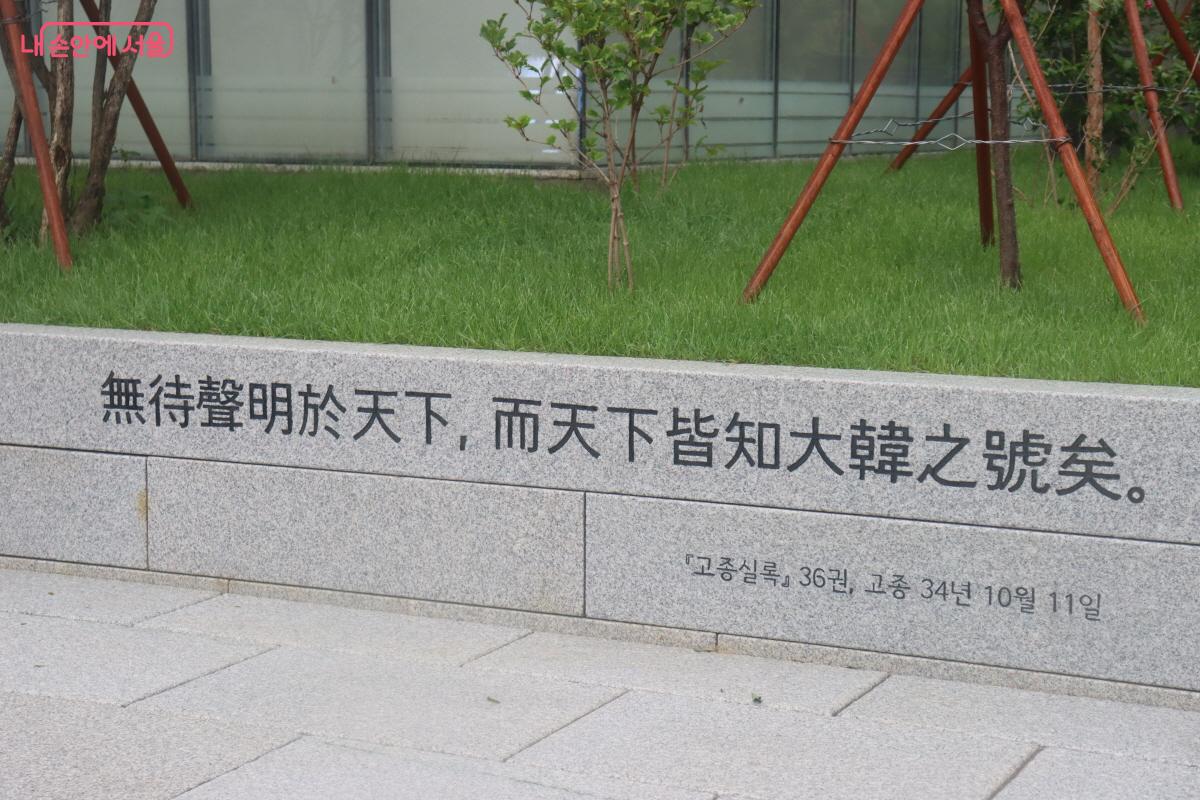 내 손안에 서울
無待聲明於天下, 而天下皆知大韓之號矣。
『고종실록』 36권, 고종 34년 10월 11일